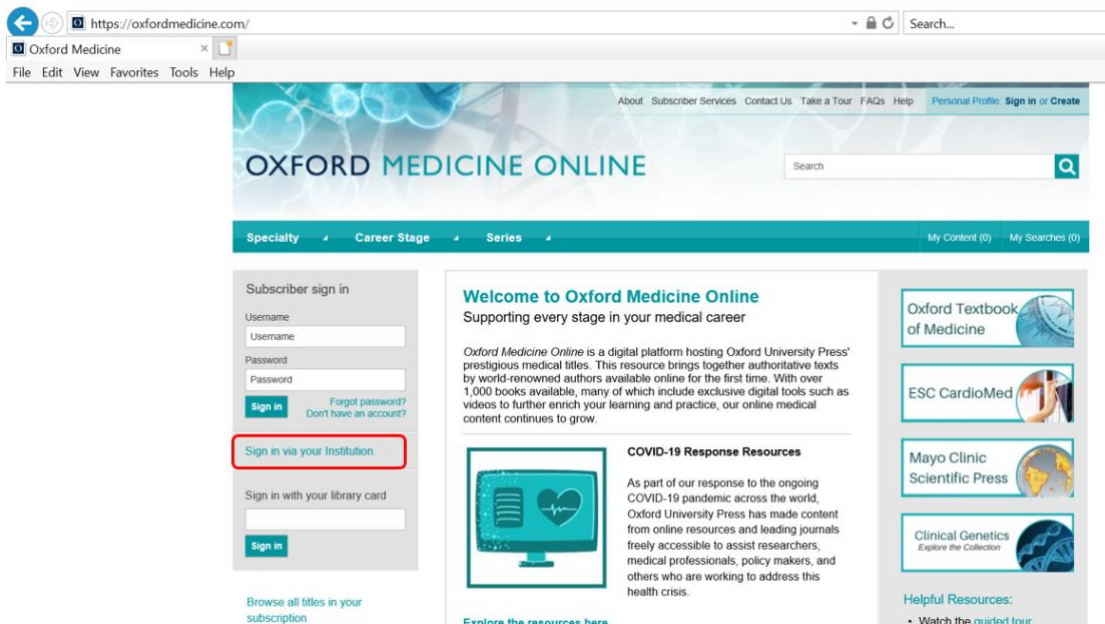 https://oxfordmedicine.com/
Search...
Oxford Medicine
File Edit View Favorites Tools Help
About Subscriber Services Contact Us Take a Tour FAQs Help Personal Profile: Sign in or Create
OXFORD MEDICINE ONLINE
Search
Specialty Career Stage Series My Content (0) My Searches (0)
Subscriber sign in
Username
Username
Password
Password
Sign in
Forgot password?
Don't have an account?
Sign in via your Institution
Sign in with your library card
Sign in
Browse all titles in your
subscription
Welcome to Oxford Medicine Online
Supporting every stage in your medical career
Oxford Medicine Online is a digital platform hosting Oxford University Press'
prestigious medical titles. This resource brings together authoritative texts
by world-renowned authors available online for the first time. With over
1,000 books available, many of which include exclusive digital tools such as
videos to further enrich your learning and practice, our online medical
content continues to grow.
COVID-19 Response Resources
As part of our response to the ongoing
COVID-19 pandemic across the world,
Oxford University Press has made content
from online resources and leading journals
freely accessible to assist researchers,
medical professionals, policy makers, and
others who are working to address this
health crisis.
Explore the resources here
Oxford Textbook
of Medicine
ESC CardioMed
Mayo Clinic
Scientific Press
Clinical Genetics
Explore the Collection
Helpful Resources:
• Watch the guided tour